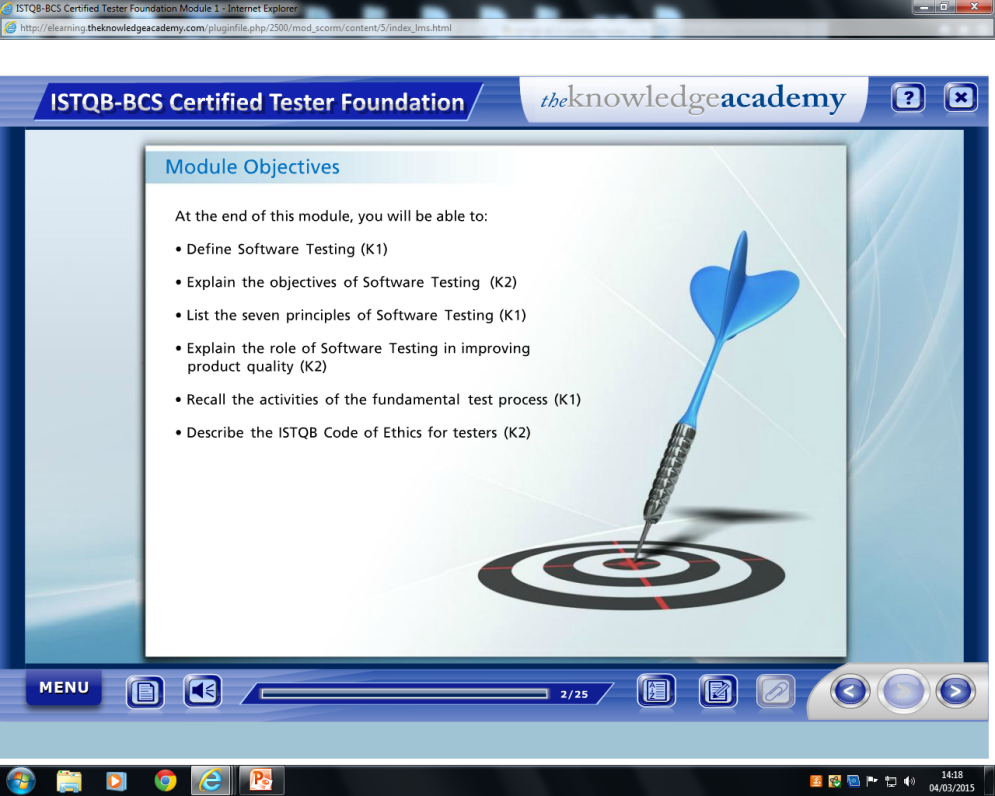 ISTQB-BCS Certified Tester Foundation Module 1 - Internet Explorer
http://elearning.theknowledgeacademy.com/pluginfile.php/2500/mod_scorm/content/5/index_lms.html
ISTQB-BCS Certified Tester Foundation
theknowledgeacademy
?
Module Objectives
At the end of this module, you will be able to:
• Define Software Testing (K1)
• Explain the objectives of Software Testing (K2)
• List the seven principles of Software Testing (K1)
• Explain the role of Software Testing in improving
product quality (K2)
• Recall the activities of the fundamental test process (K1)
• Describe the ISTQB Code of Ethics for testers (K2)
MENU
2/25
14:18
04/03/2015